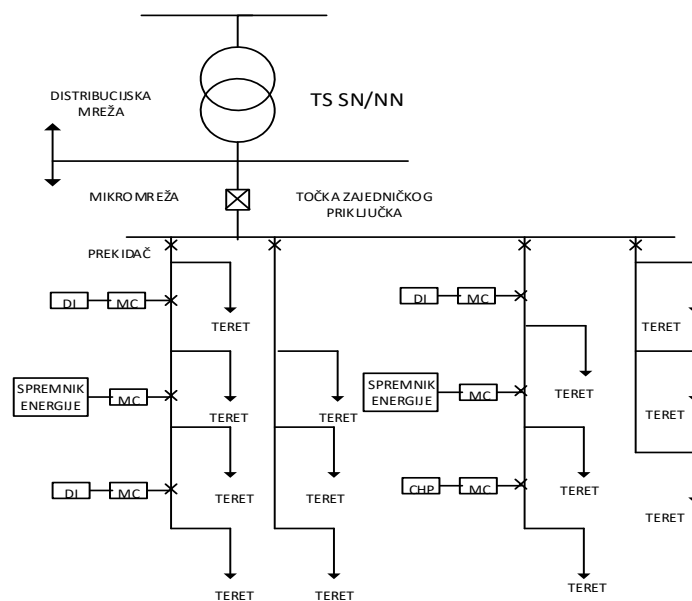 DISTRIBUCIJSKA
MREŽA
TS SN/NN
MIKROMREŽA
TOČKA ZAJEDNIČKOG
PRIKLJUČKA
PREKIDAČ
DI
MC
TERET
DI
MC
TERET
SPREMNIK
ENERGIJE
MC
TERET
TERET
SPREMNIK
ENERGIJE
MC
TERET
TERET
DI
MC
TERET
TERET
CHP
MC
TERET
TERET
TERET
TERET
TERET